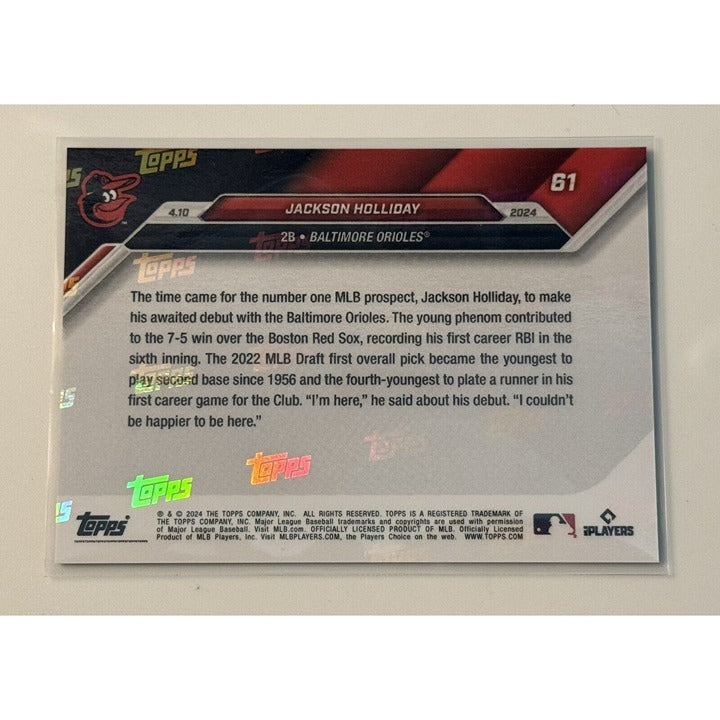 TOPPS
61
JACKSON HOLLIDAY
4.10
2024
2B • BALTIMORE ORIOLES®
TOPPS
The time came for the number one MLB prospect, Jackson Holliday, to make
his awaited debut with the Baltimore Orioles. The young phenom contributed
to the 7-5 win over the Boston Red Sox, recording his first career RBI in the
sixth inning. The 2022 MLB Draft first overall pick became the youngest to
play second base since 1956 and the fourth-youngest to plate a runner in his
first career game for the Club. “I’m here,” he said about his debut. “I couldn’t
be happier to be here.”
TOPPS
TOPPS
TOPPS
TOPPS
Topps
® & © 2024 THE TOPPS COMPANY, INC. ALL RIGHTS RESERVED. TOPPS IS A REGISTERED TRADEMARK OF
THE TOPPS COMPANY, INC. Major League Baseball trademarks and copyrights are used with permission
of Major League Baseball. Visit MLB.com. OFFICIALLY LICENSED PRODUCT OF MLB. Officially Licensed
Product of MLB Players, Inc. Visit MLBPLAYERS.COM, the Players Choice on the web. WWW.TOPPS.COM
PLAYERS